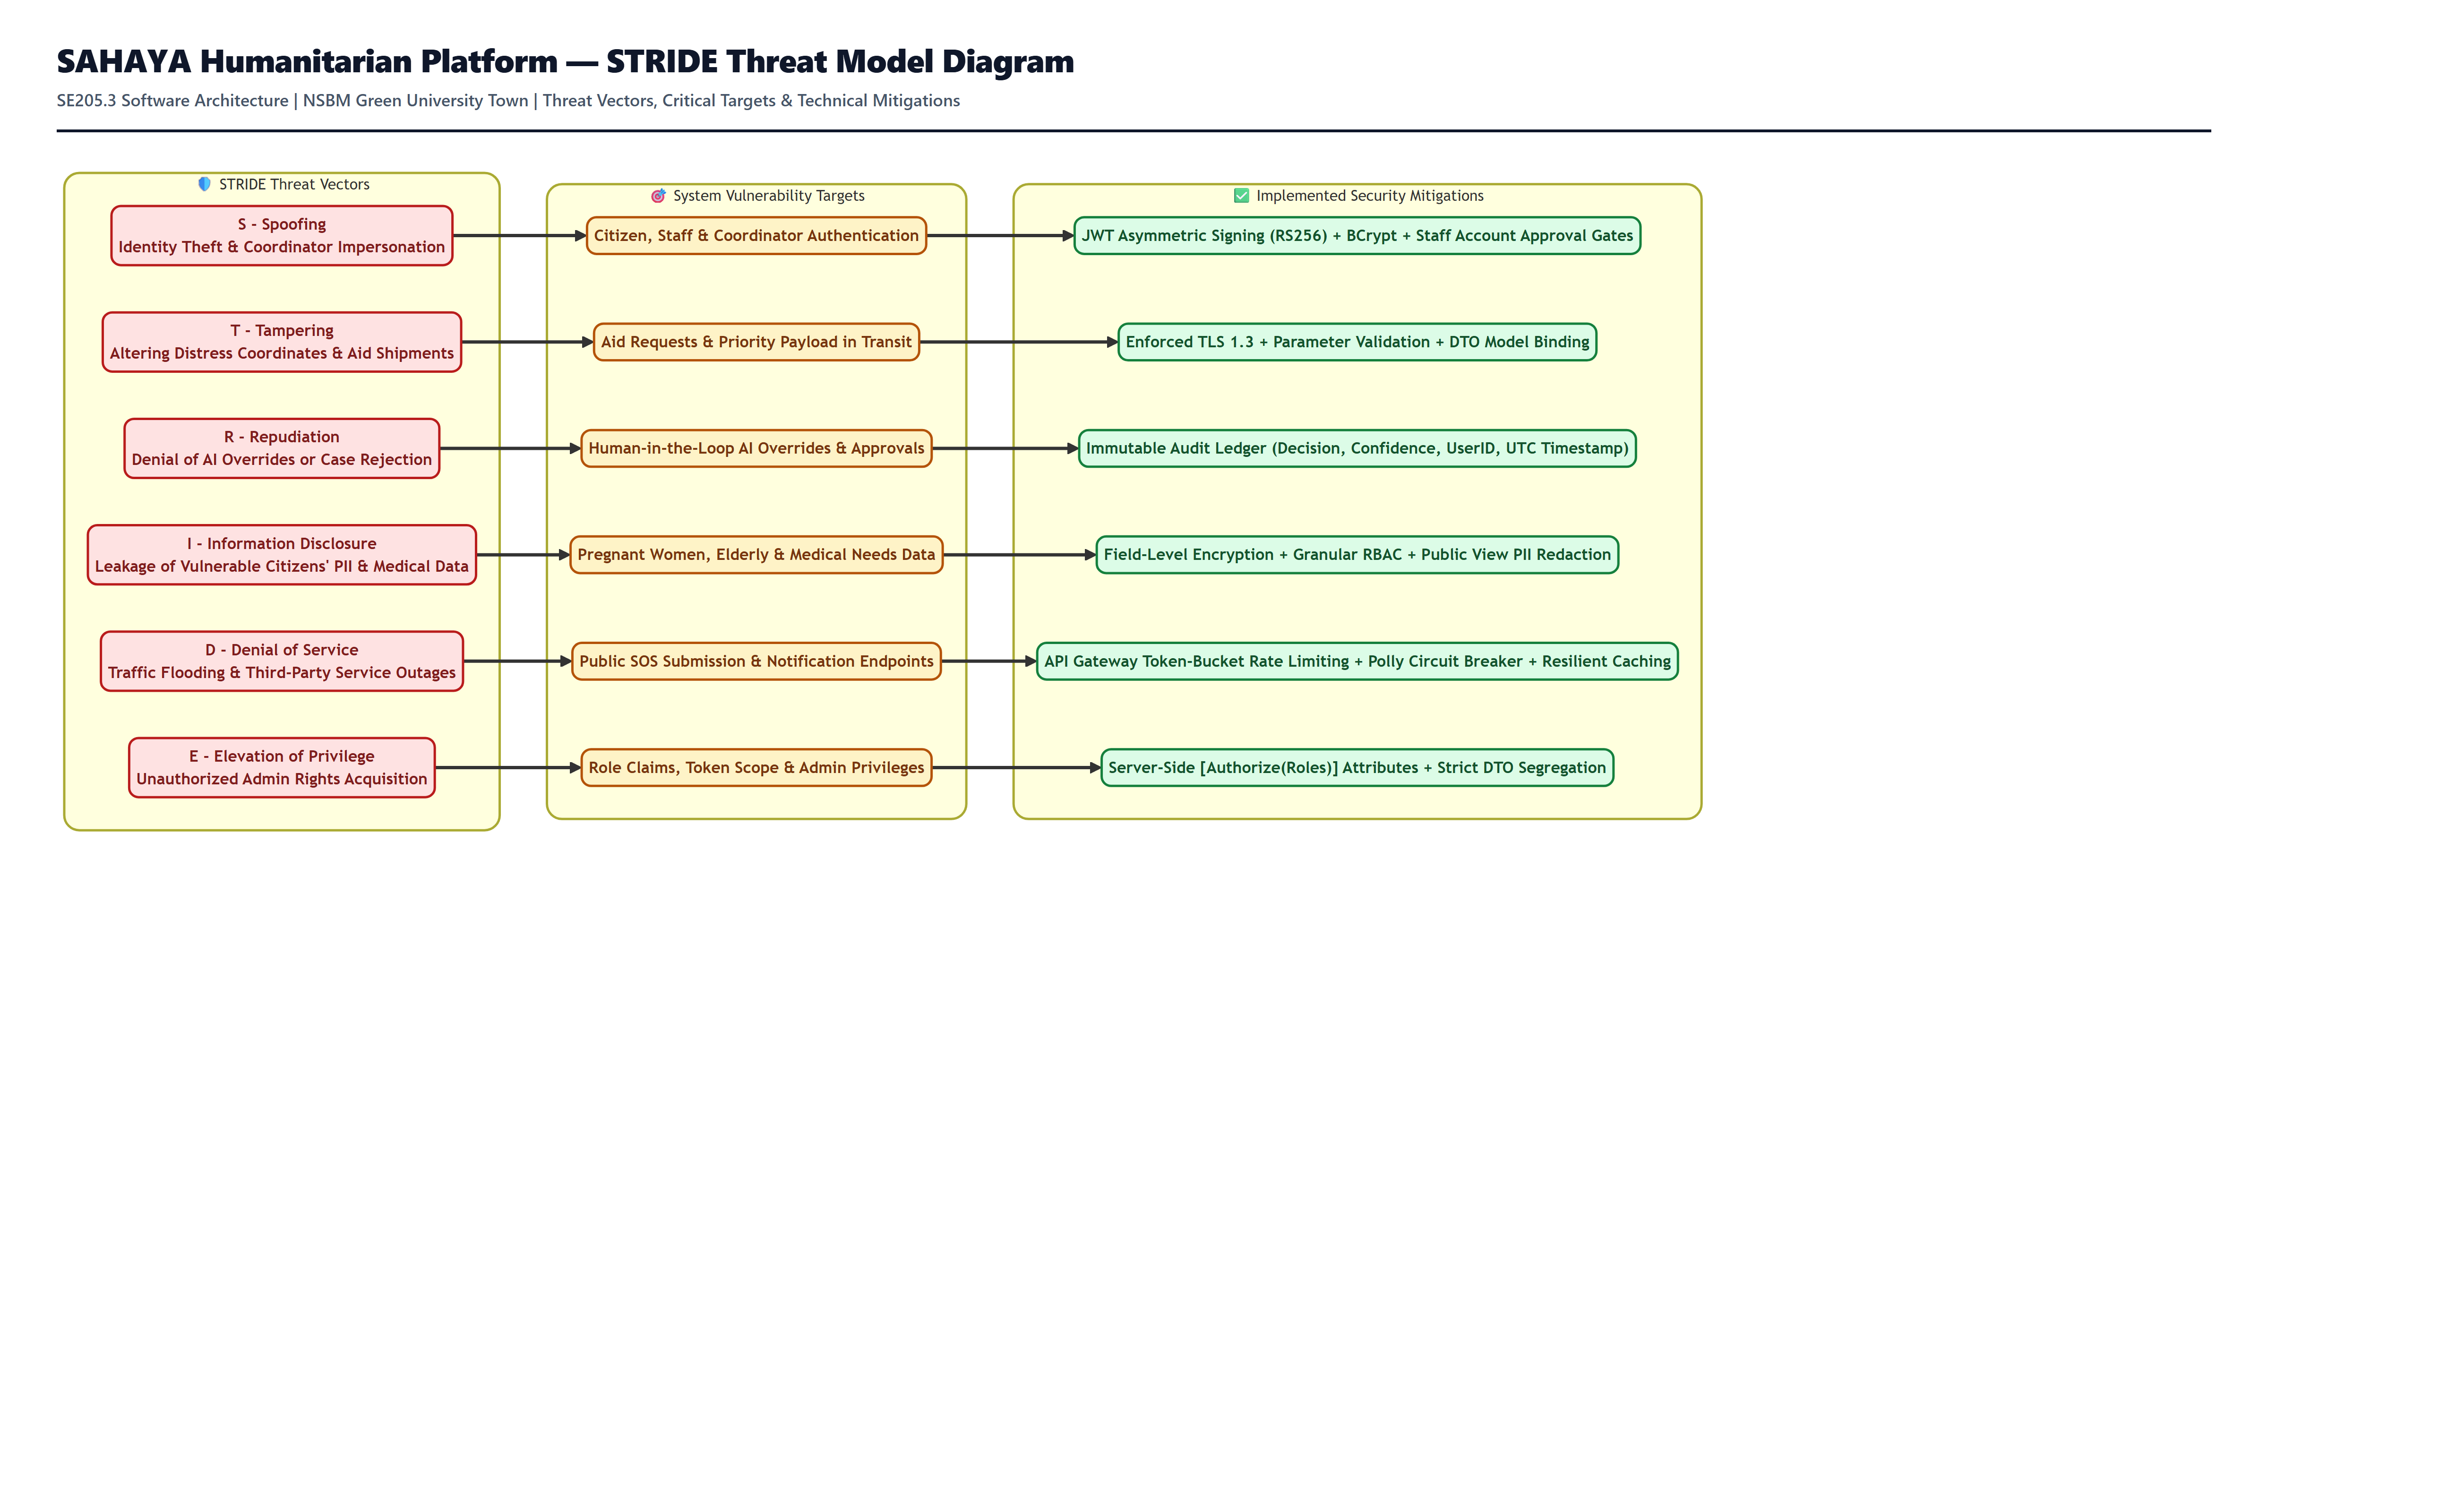 SAHAYA Humanitarian Platform — STRIDE Threat Model Diagram
SE205.3 Software Architecture | NSBM Green University Town | Threat Vectors, Critical Targets & Technical Mitigations
STRIDE Threat Vectors
S - Spoofing
Identity Theft & Coordinator Impersonation
T - Tampering
Altering Distress Coordinates & Aid Shipments
R - Repudiation
Denial of AI Overrides or Case Rejection
I - Information Disclosure
Leakage of Vulnerable Citizens' PII & Medical Data
D - Denial of Service
Traffic Flooding & Third-Party Service Outages
E - Elevation of Privilege
Unauthorized Admin Rights Acquisition
System Vulnerability Targets
Citizen, Staff & Coordinator Authentication
Aid Requests & Priority Payload in Transit
Human-in-the-Loop AI Overrides & Approvals
Pregnant Women, Elderly & Medical Needs Data
Public SOS Submission & Notification Endpoints
Role Claims, Token Scope & Admin Privileges
Implemented Security Mitigations
JWT Asymmetric Signing (RS256) + BCrypt + Staff Account Approval Gates
Enforced TLS 1.3 + Parameter Validation + DTO Model Binding
Immutable Audit Ledger (Decision, Confidence, UserID, UTC Timestamp)
Field-Level Encryption + Granular RBAC + Public View PII Redaction
API Gateway Token-Bucket Rate Limiting + Polly Circuit Breaker + Resilient Caching
Server-Side [Authorize(Roles)] Attributes + Strict DTO Segregation